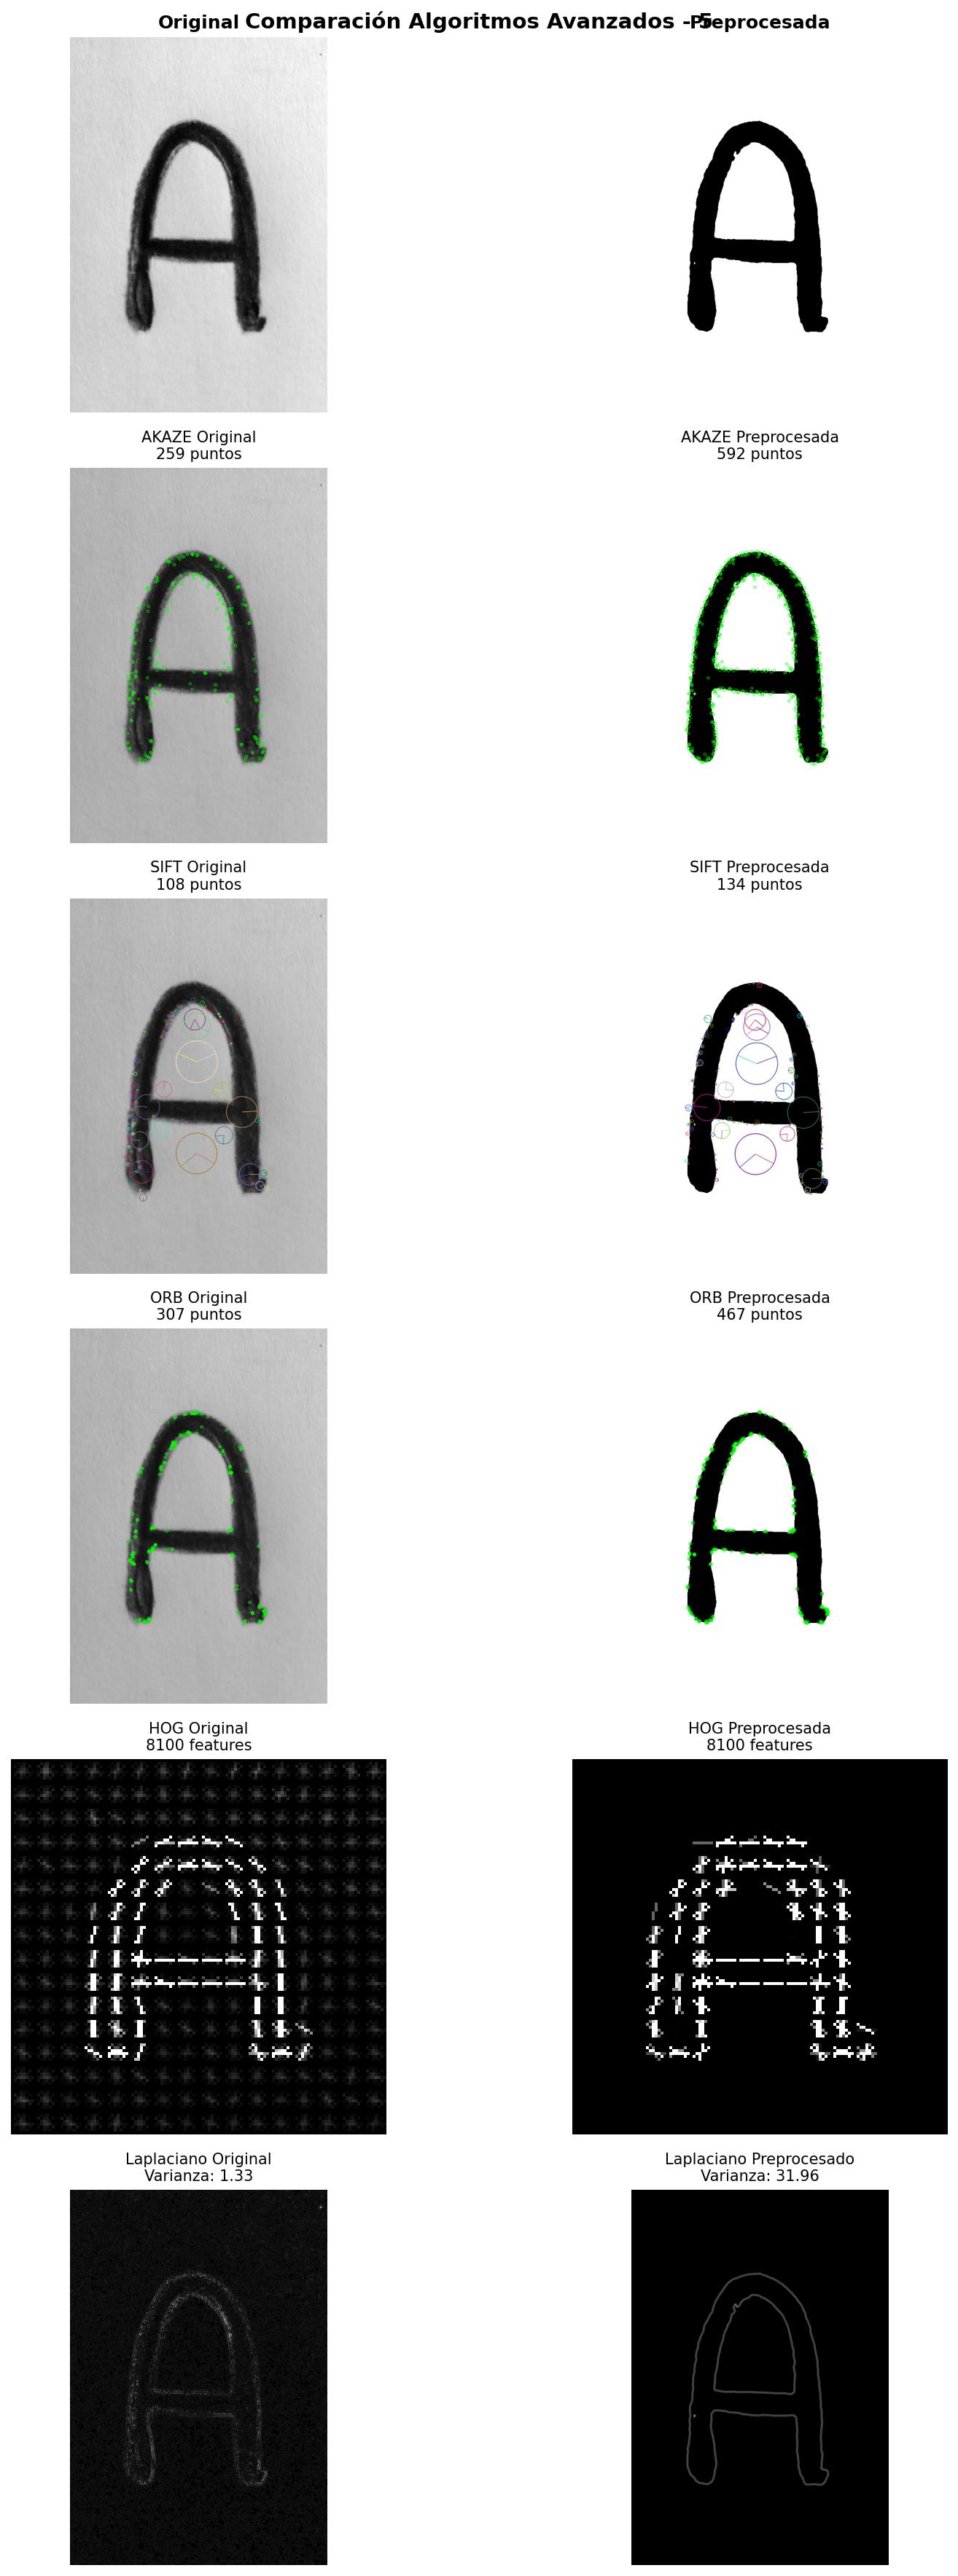 Comparación Algoritmos Avanzados - 5
Original Preprocesada
A A
AKAZE Original AKAZE Preprocesada
259 puntos 592 puntos
A A
SIFT Original SIFT Preprocesada
108 puntos 134 puntos
A A
ORB Original ORB Preprocesada
307 puntos 467 puntos
A A
HOG Original HOG Preprocesada
8100 features 8100 features
A A
Laplaciano Original Laplaciano Preprocesado
Varianza: 1.33 Varianza: 31.96
A A